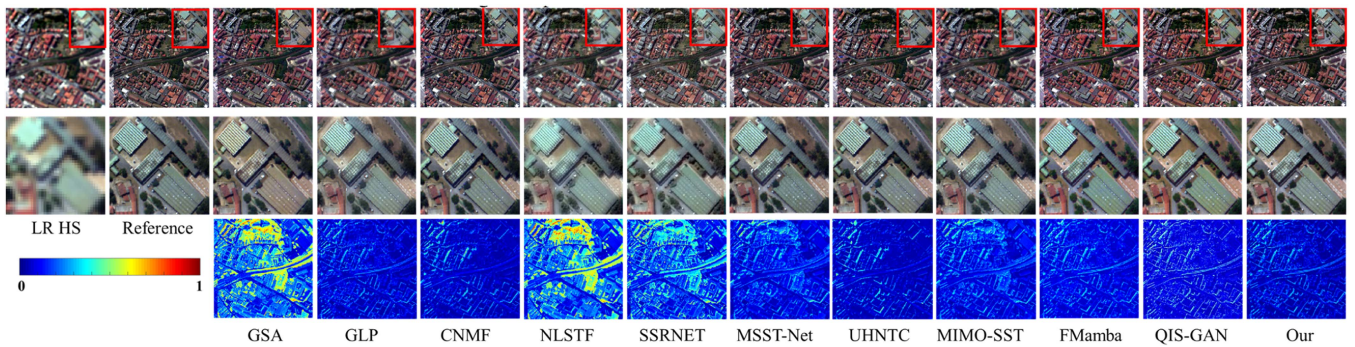 LR HS Reference
0 1
GSA GLP CNMF NLSTF SSRNET MSST-Net UHNTC MIMO-SST FMamba QIS-GAN Our